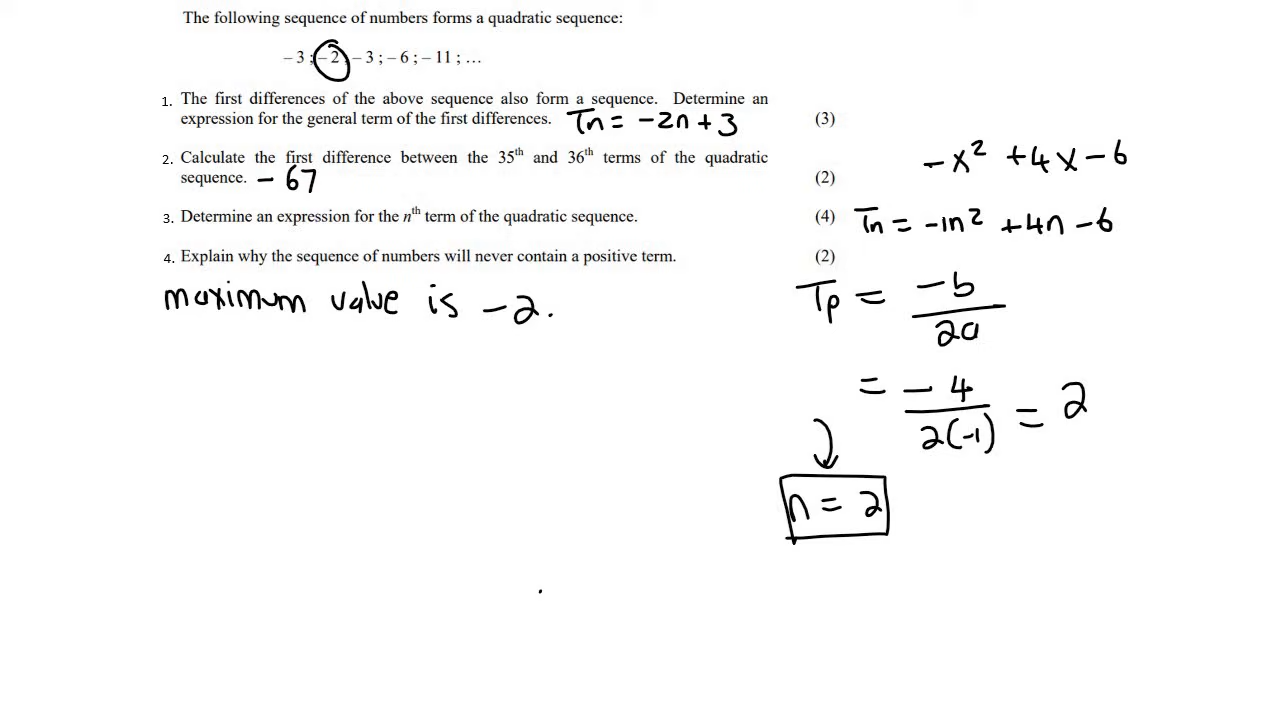 The following sequence of numbers forms a quadratic sequence:
– 3 ; – 2 ; – 3 ; – 6 ; – 11 ; …
1. The first differences of the above sequence also form a sequence. Determine an
expression for the general term of the first differences. Tn = -2n + 3 (3)
2. Calculate the first difference between the 35th and 36th terms of the quadratic
sequence. - 67 (2)
-x² + 4x - 6
3. Determine an expression for the nth term of the quadratic sequence. (4) Tn = -1n² + 4n - 6
4. Explain why the sequence of numbers will never contain a positive term. (2)
maximum value is -2.
Tp = -b / 2a
= -4 / 2(-1) = 2
n = 2